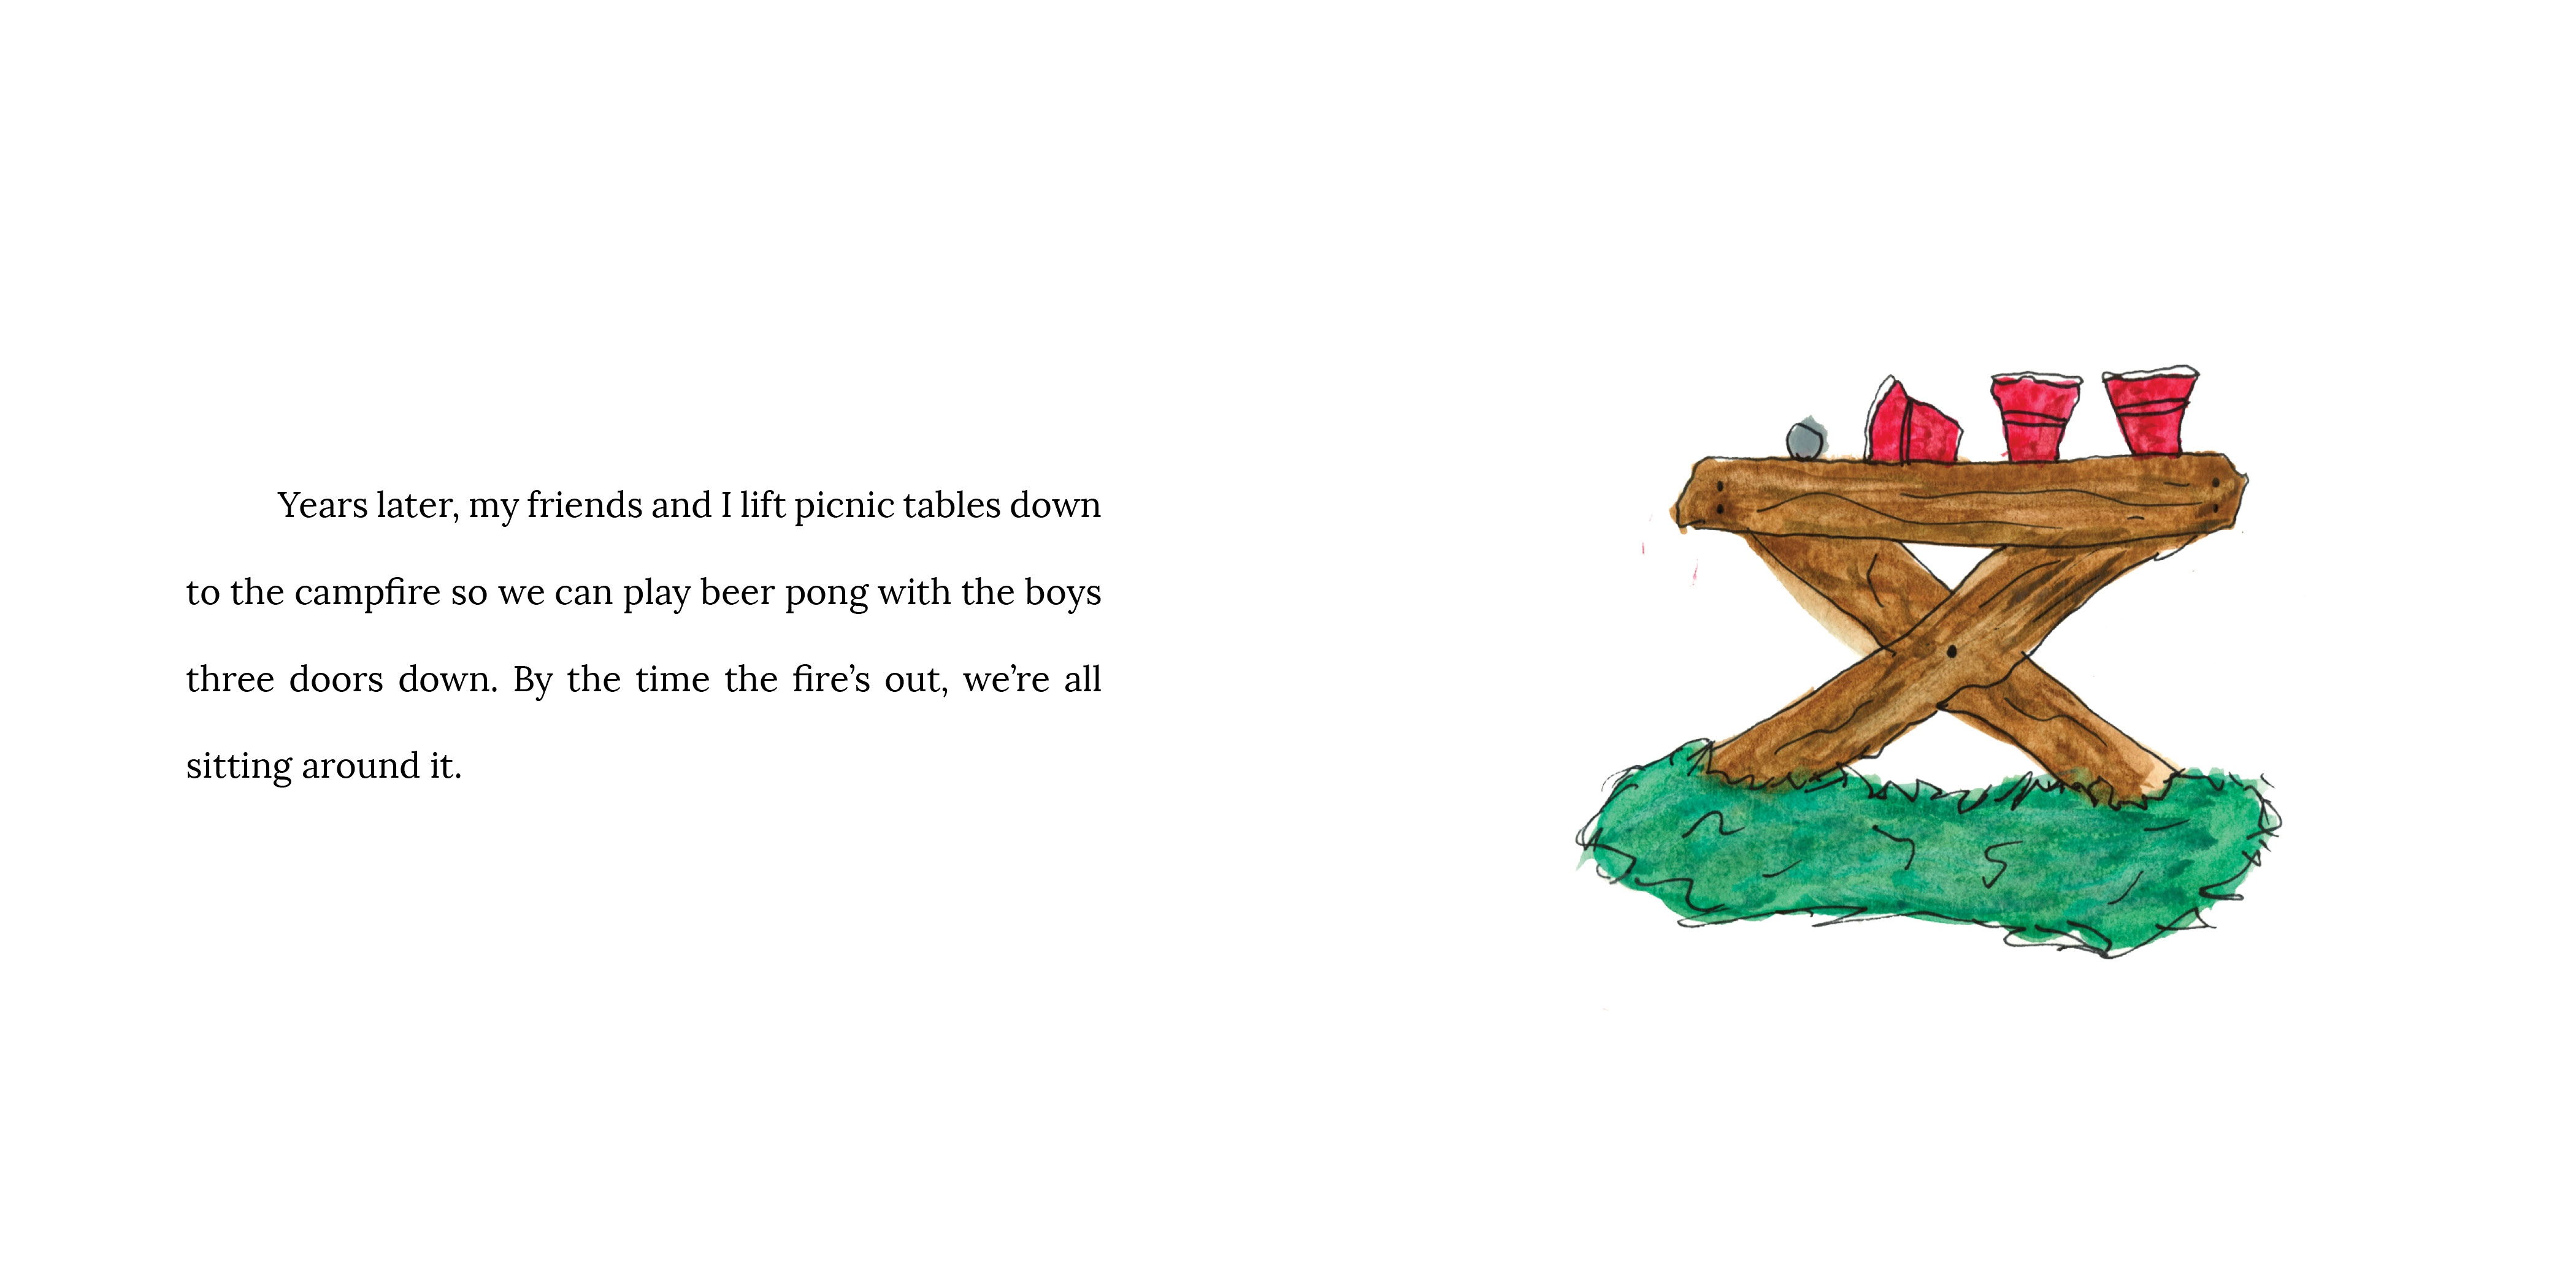 Years later, my friends and I lift picnic tables down
to the campfire so we can play beer pong with the boys
three doors down. By the time the fire’s out, we’re all
sitting around it.